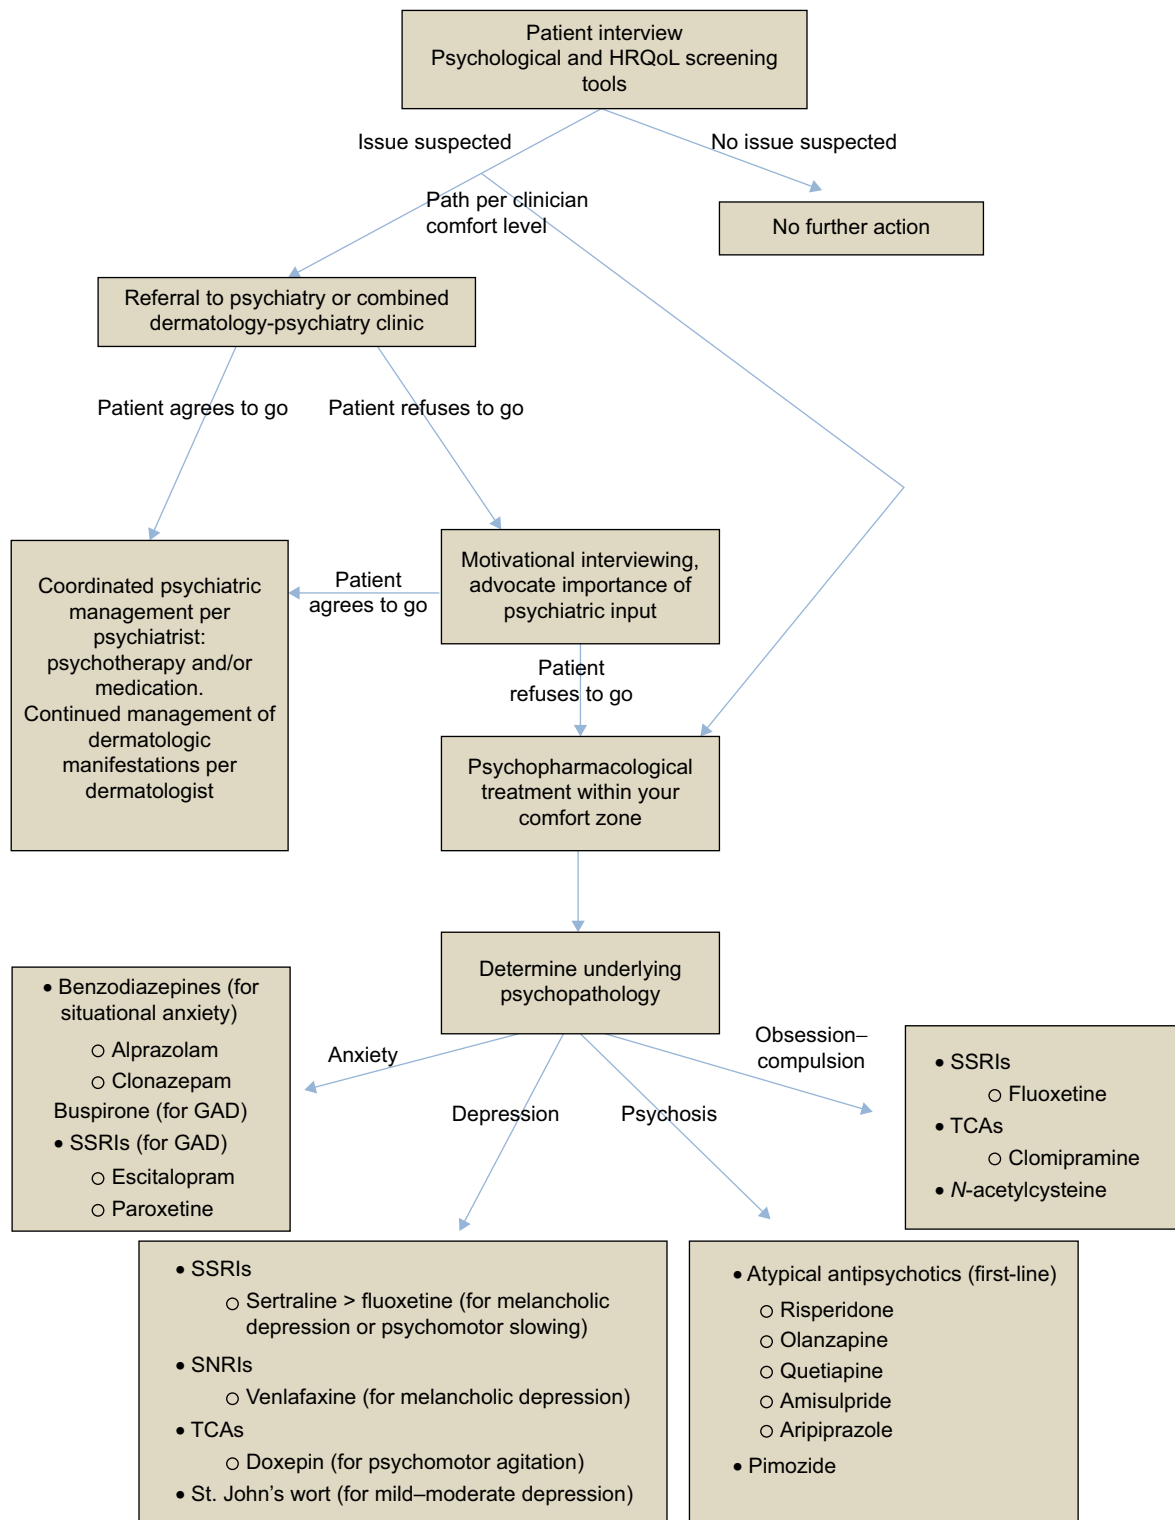 Patient interview
Psychological and HRQoL screening
tools
Issue suspected
No issue suspected
Path per clinician
comfort level
No further action
Referral to psychiatry or combined
dermatology-psychiatry clinic
Patient agrees to go
Patient refuses to go
Coordinated psychiatric
management per
psychiatrist:
psychotherapy and/or
medication.
Continued management of
dermatologic
manifestations per
dermatologist
Patient
agrees to go
Motivational interviewing,
advocate importance of
psychiatric input
Patient
refuses to go
Psychopharmacological
treatment within your
comfort zone
Determine underlying
psychopathology
Anxiety
Depression
Psychosis
Obsession–
compulsion
• Benzodiazepines (for
situational anxiety)
○ Alprazolam
○ Clonazepam
Buspirone (for GAD)
• SSRIs (for GAD)
○ Escitalopram
○ Paroxetine
• SSRIs
○ Fluoxetine
• TCAs
○ Clomipramine
• N-acetylcysteine
• SSRIs
○ Sertraline > fluoxetine (for melancholic
depression or psychomotor slowing)
• SNRIs
○ Venlafaxine (for melancholic depression)
• TCAs
○ Doxepin (for psychomotor agitation)
• St. John’s wort (for mild–moderate depression)
• Atypical antipsychotics (first-line)
○ Risperidone
○ Olanzapine
○ Quetiapine
○ Amisulpride
○ Aripiprazole
• Pimozide